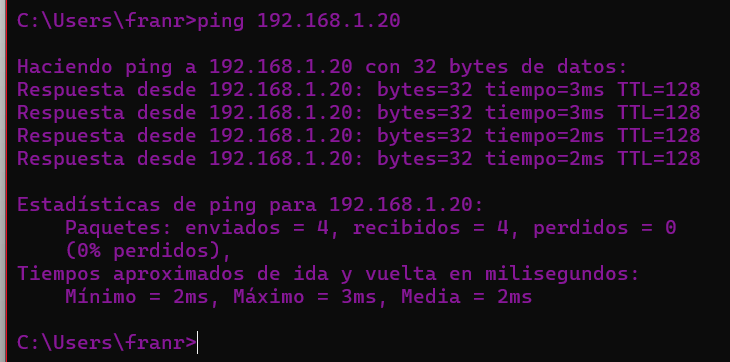 C:\Users\franr>ping 192.168.1.20
Haciendo ping a 192.168.1.20 con 32 bytes de datos:
Respuesta desde 192.168.1.20: bytes=32 tiempo=3ms TTL=128
Respuesta desde 192.168.1.20: bytes=32 tiempo=3ms TTL=128
Respuesta desde 192.168.1.20: bytes=32 tiempo=2ms TTL=128
Respuesta desde 192.168.1.20: bytes=32 tiempo=2ms TTL=128
Estadísticas de ping para 192.168.1.20:
    Paquetes: enviados = 4, recibidos = 4, perdidos = 0
    (0% perdidos),
Tiempos aproximados de ida y vuelta en milisegundos:
    Mínimo = 2ms, Máximo = 3ms, Media = 2ms
C:\Users\franr>